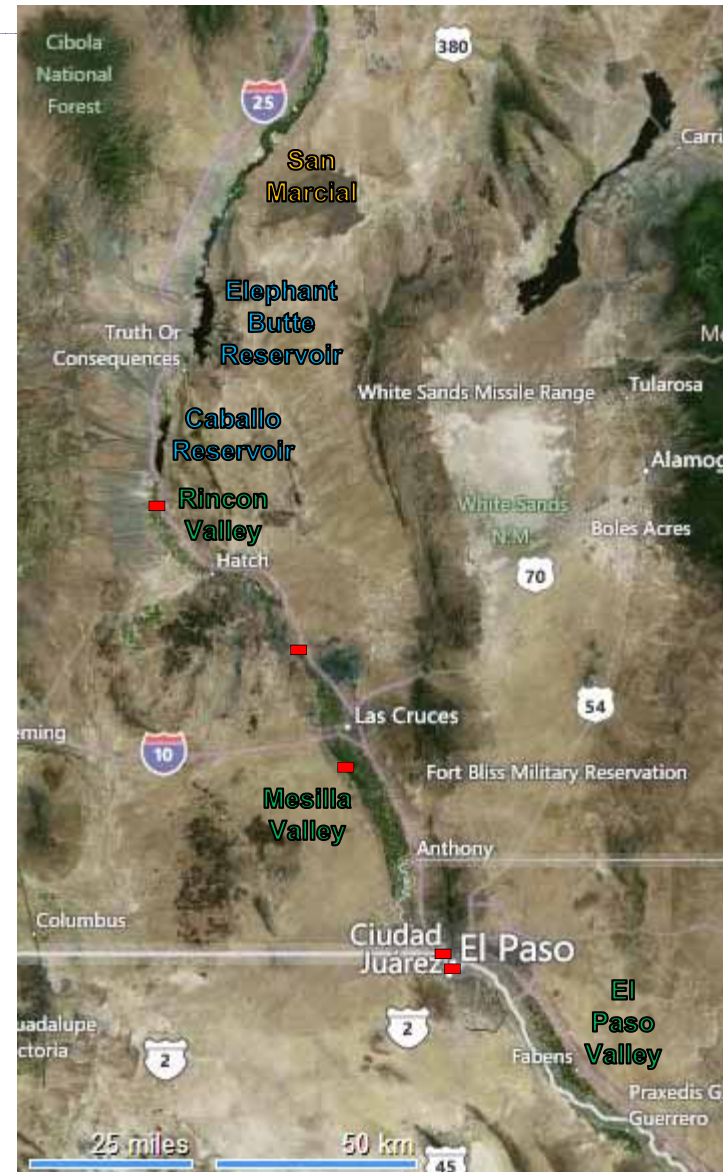 Cibola
National
Forest
380
25
Carri
San
Marcial
Elephant
Butte
Reservoir
Truth Or
Consequences
White Sands Missile Range
Tularosa
Caballo
Reservoir
Alamog
Rincon
Valley
White Sands
N.M.
Boles Acres
Hatch
70
54
Las Cruces
eming
10
Fort Bliss Military Reservation
Mesilla
Valley
Anthony
Columbus
Ciudad
Juárez
El Paso
El
Paso
Valley
uadalupe
ctoria
2
2
Fabens
Praxedis G
Guerrero
25 miles
50 km
45